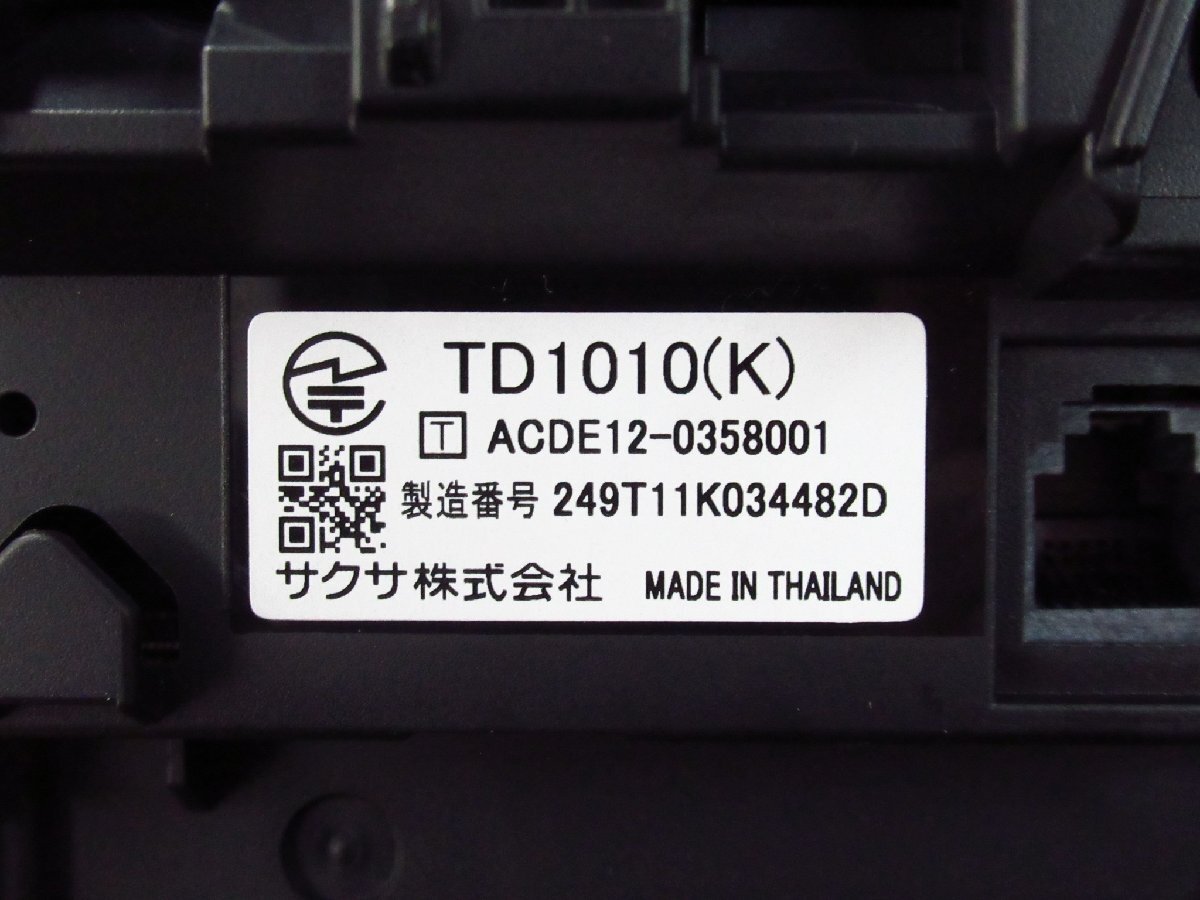 TD1010(K)
T ACDE12-0358001
製造番号 249T11K034482D
サクサ株式会社 MADE IN THAILAND